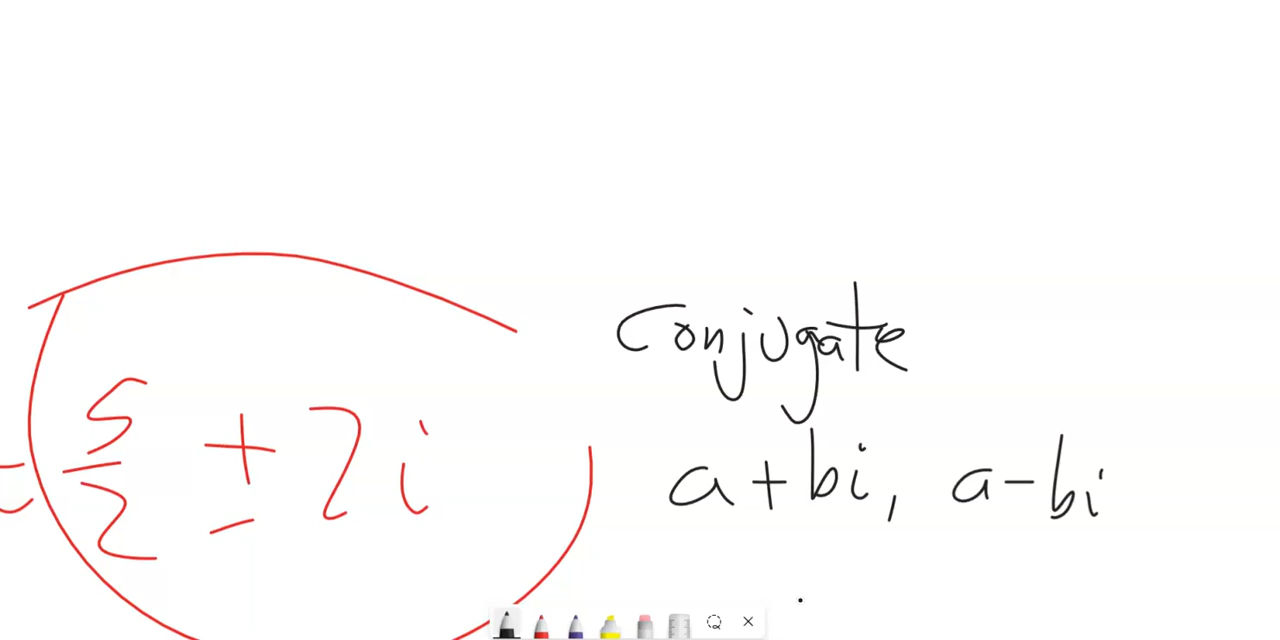 conjugate
5/2 ± 2i
a+bi, a-bi